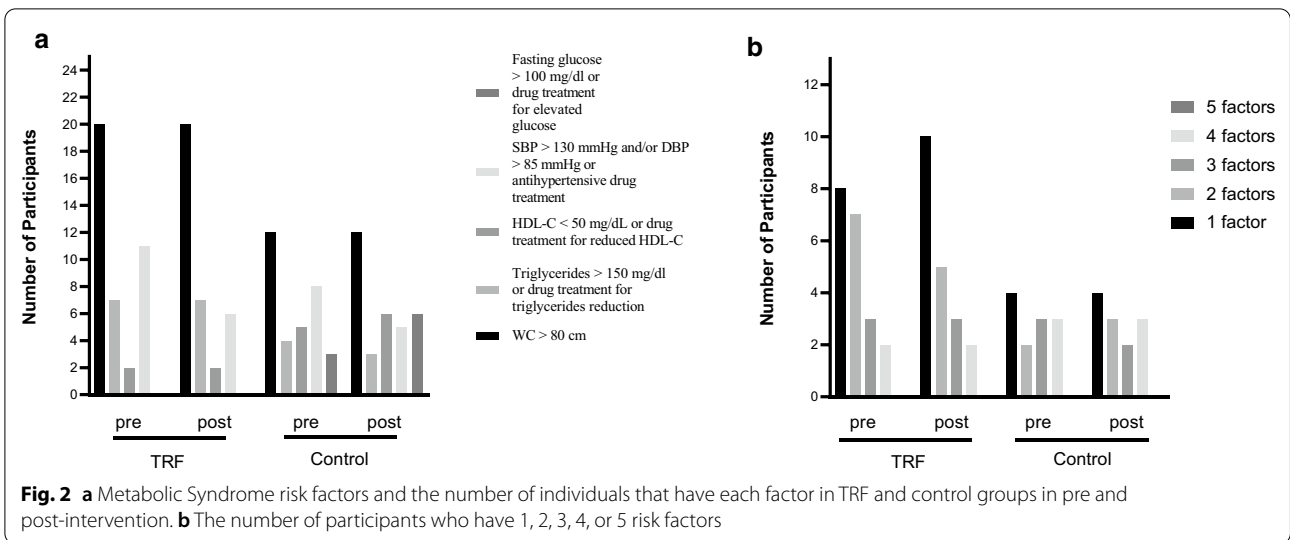 a
24
22
20
18
16
14
12
10
8
6
4
2
0
Number of Participants
pre
post
pre
post
TRF
Control
Fasting glucose
> 100 mg/dl or
drug treatment
for elevated
glucose
SBP > 130 mmHg and/or DBP
> 85 mmHg or
antihypertensive drug
treatment
HDL-C < 50 mg/dL or drug
treatment for reduced HDL-C
Triglycerides > 150 mg/dl
or drug treatment for
triglycerides reduction
WC > 80 cm
b
12
10
8
6
4
2
0
Number of Participants
pre
post
pre
post
TRF
Control
5 factors
4 factors
3 factors
2 factors
1 factor
Fig. 2 a Metabolic Syndrome risk factors and the number of individuals that have each factor in TRF and control groups in pre and
post-intervention. b The number of participants who have 1, 2, 3, 4, or 5 risk factors